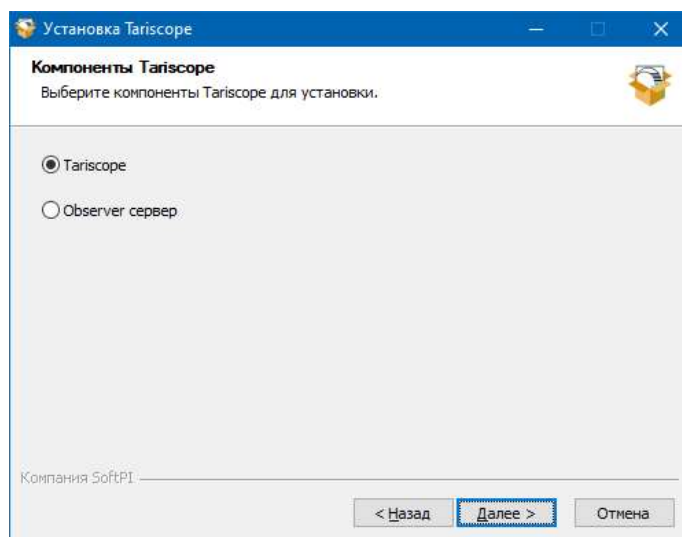 Установка Tariscope
Компоненты Tariscope
Выберите компоненты Tariscope для установки.
Tariscope
Observer сервер
Компания SoftPI
< Назад
Далее >
Отмена